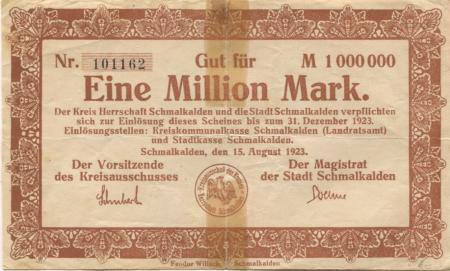 Nr. 101162 Gut für M 1 000 000
Eine Million Mark.
Der Kreis Herrschaft Schmalkalden und die Stadt Schmalkalden verpflichten
sich zur Einlösung dieses Scheines bis zum 31. Dezember 1923.
Einlösungsstellen: Kreiskommunalkasse Schmalkalden (Landratsamt)
und Stadtkasse Schmalkalden.
Schmalkalden, den 15. August 1923.
Der Vorsitzende
des Kreisausschusses
Der Magistrat
der Stadt Schmalkalden
Feodor Schmalkalden